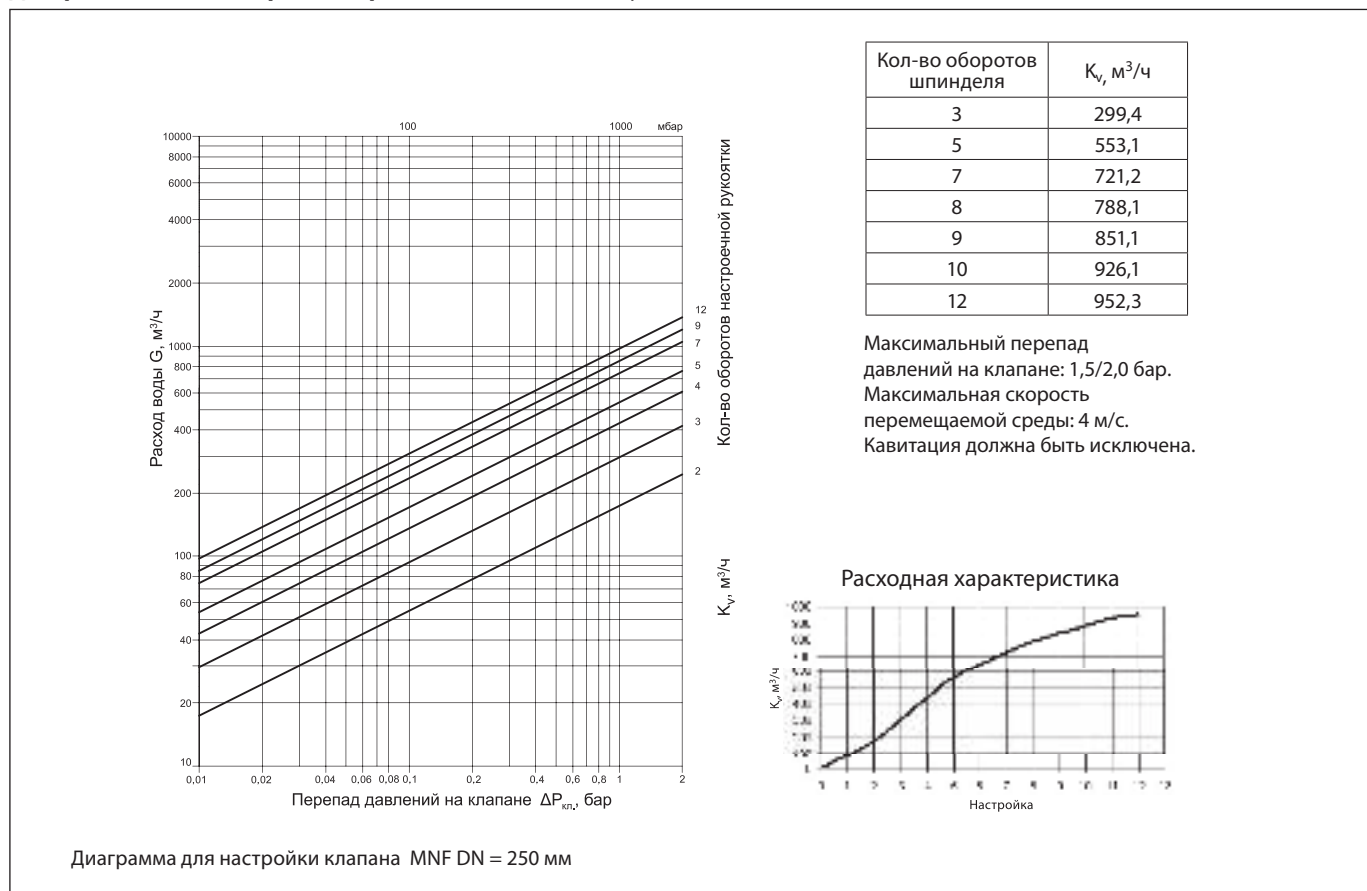 Кол-во оборотов шпинделя
Kv, м³/ч
3 299,4
5 553,1
7 721,2
8 788,1
9 851,1
10 926,1
12 952,3
Максимальный перепад
давлений на клапане: 1,5/2,0 бар.
Максимальная скорость
перемещаемой среды: 4 м/с.
Кавитация должна быть исключена.
100 1000 мбар
10000
8000
6000
4000
2000
1000
800
600
400
200
100
80
60
40
20
10
Расход воды G, м³/ч
12
9
7
5
4
3
2
Кол-во оборотов настроечной рукоятки
Kv, м³/ч
0,01 0,02 0,04 0,06 0,08 0,1 0,2 0,4 0,6 0,8 1 2
Перепад давлений на клапане ΔPкл., бар
Расходная характеристика
Kv, м³/ч
Настройка
Диаграмма для настройки клапана MNF DN = 250 мм